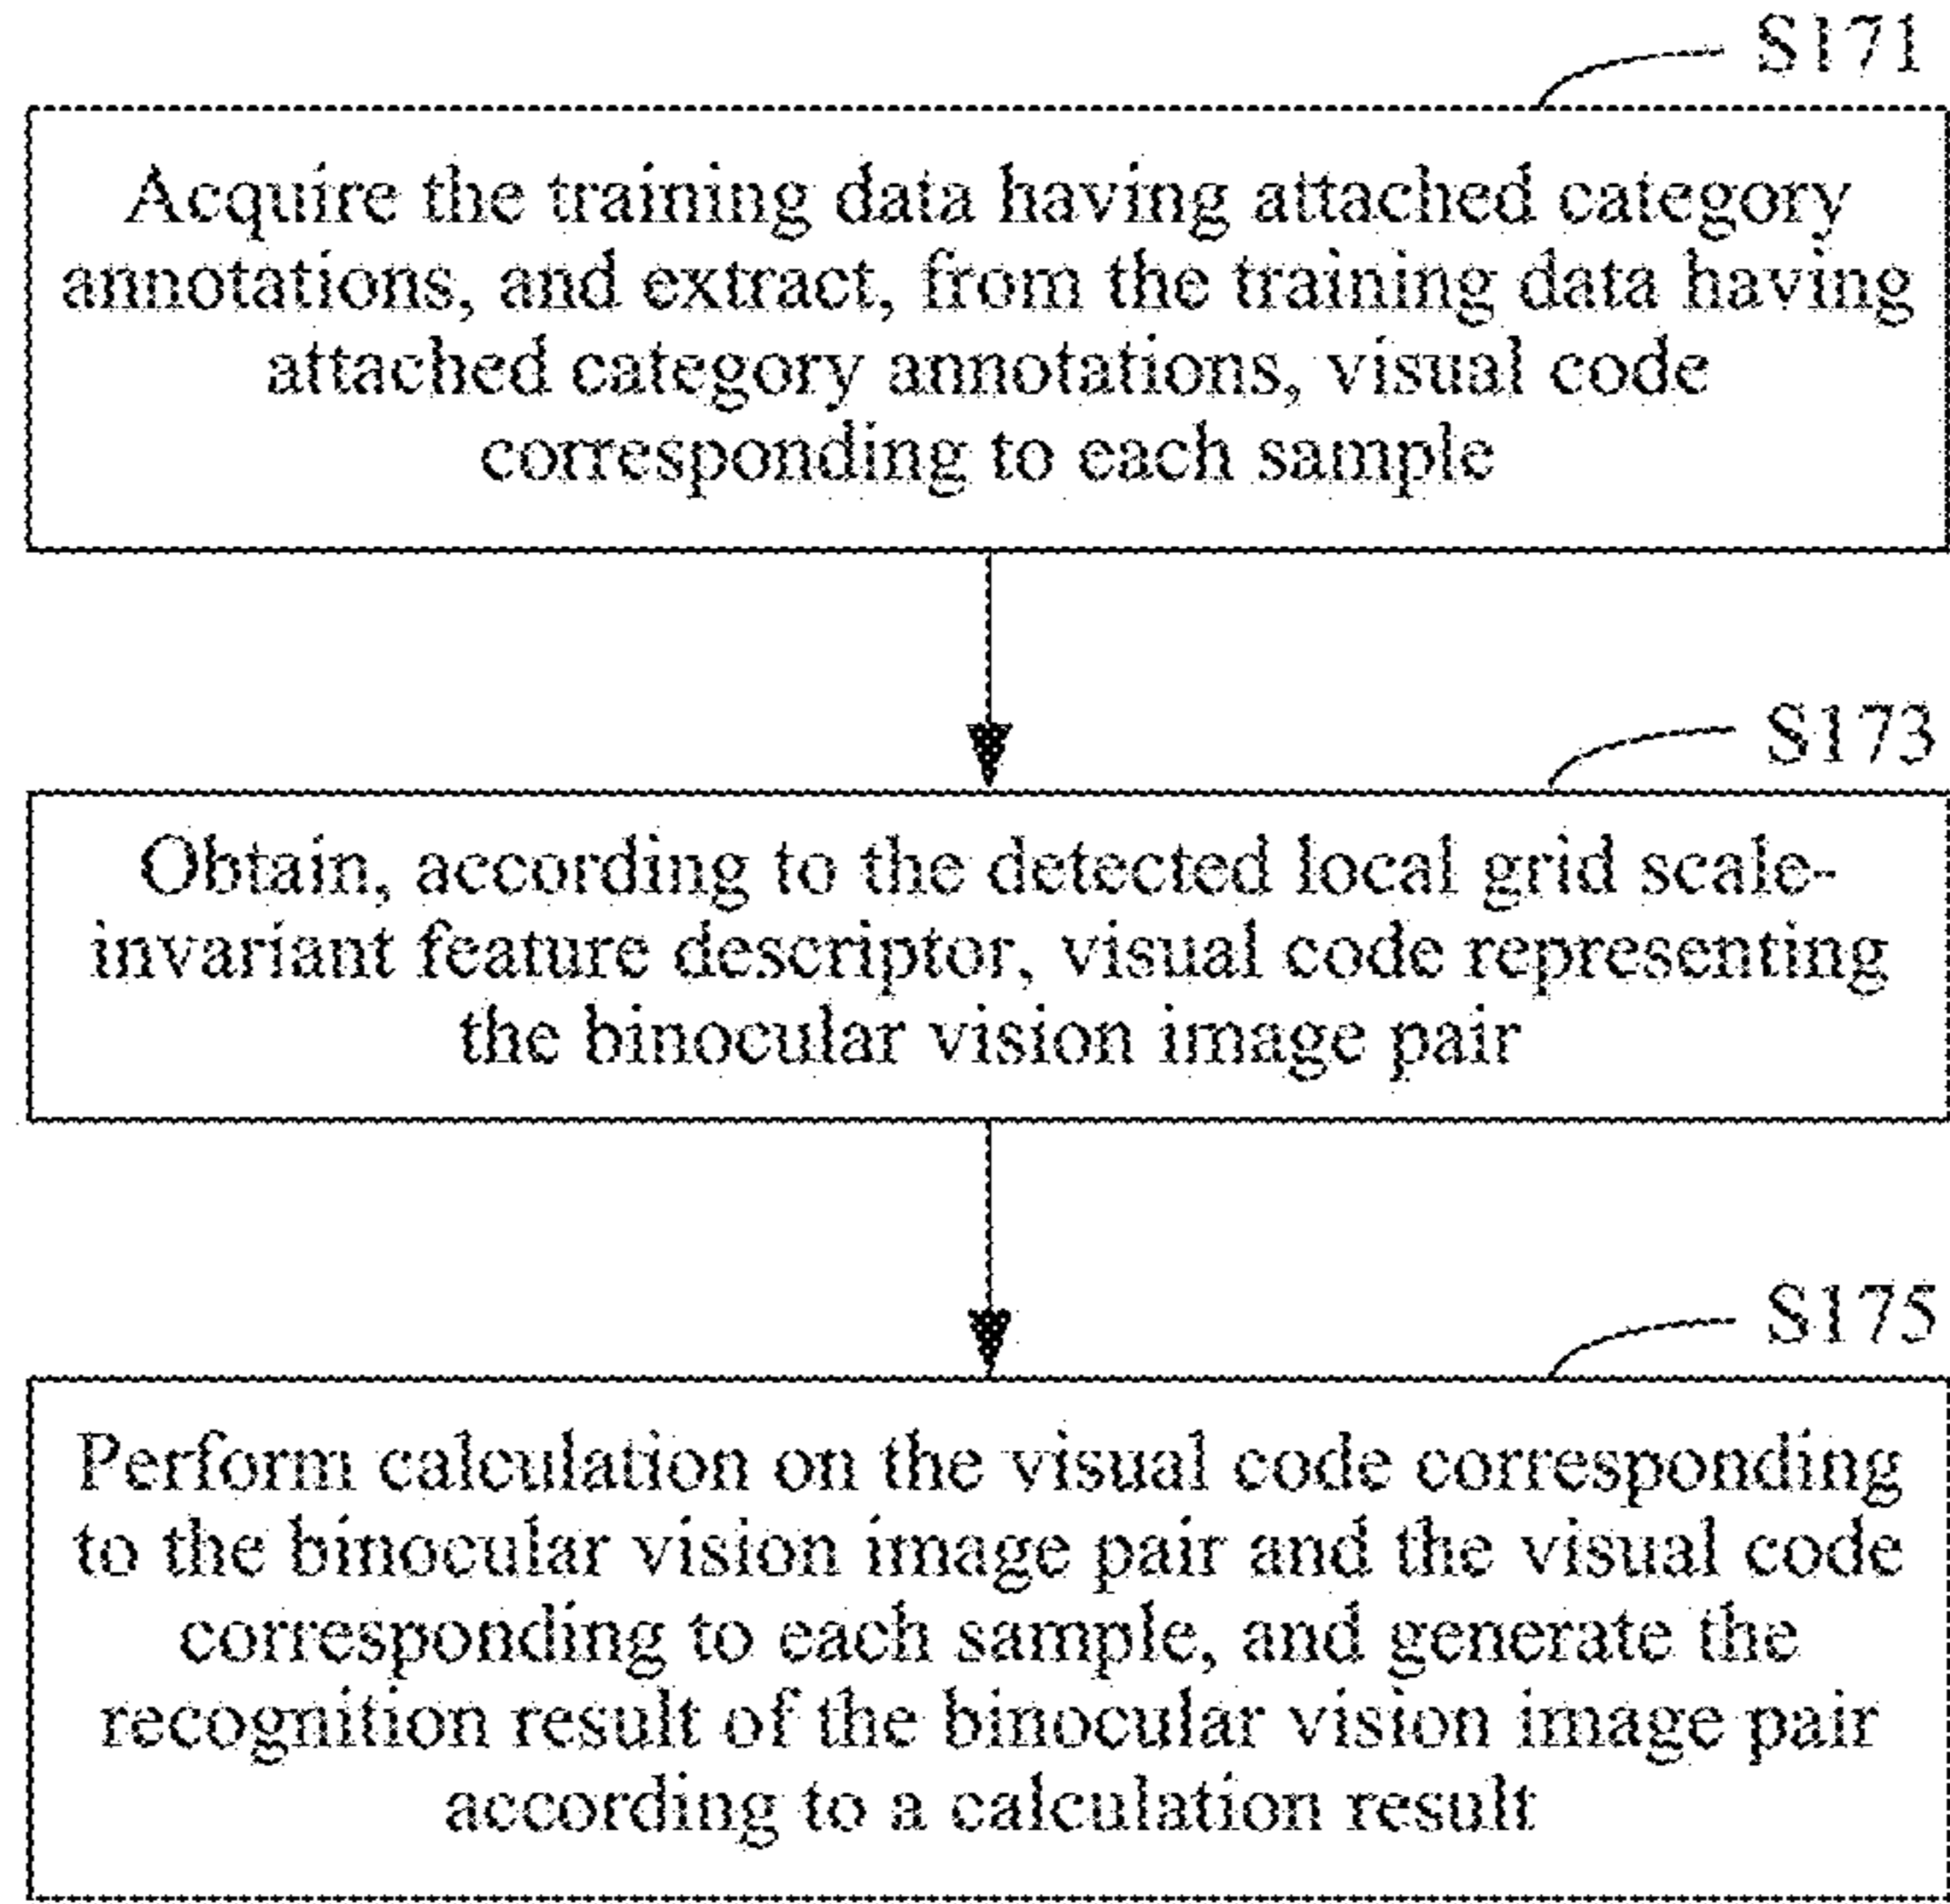 S171
Acquire the training data having attached category
annotations, and extract, from the training data having
attached category annotations, visual code
corresponding to each sample
S173
Obtain, according to the detected local grid scale-
invariant feature descriptor, visual code representing
the binocular vision image pair
S175
Perform calculation on the visual code corresponding
to the binocular vision image pair and the visual code
corresponding to each sample, and generate the
recognition result of the binocular vision image pair
according to a calculation result